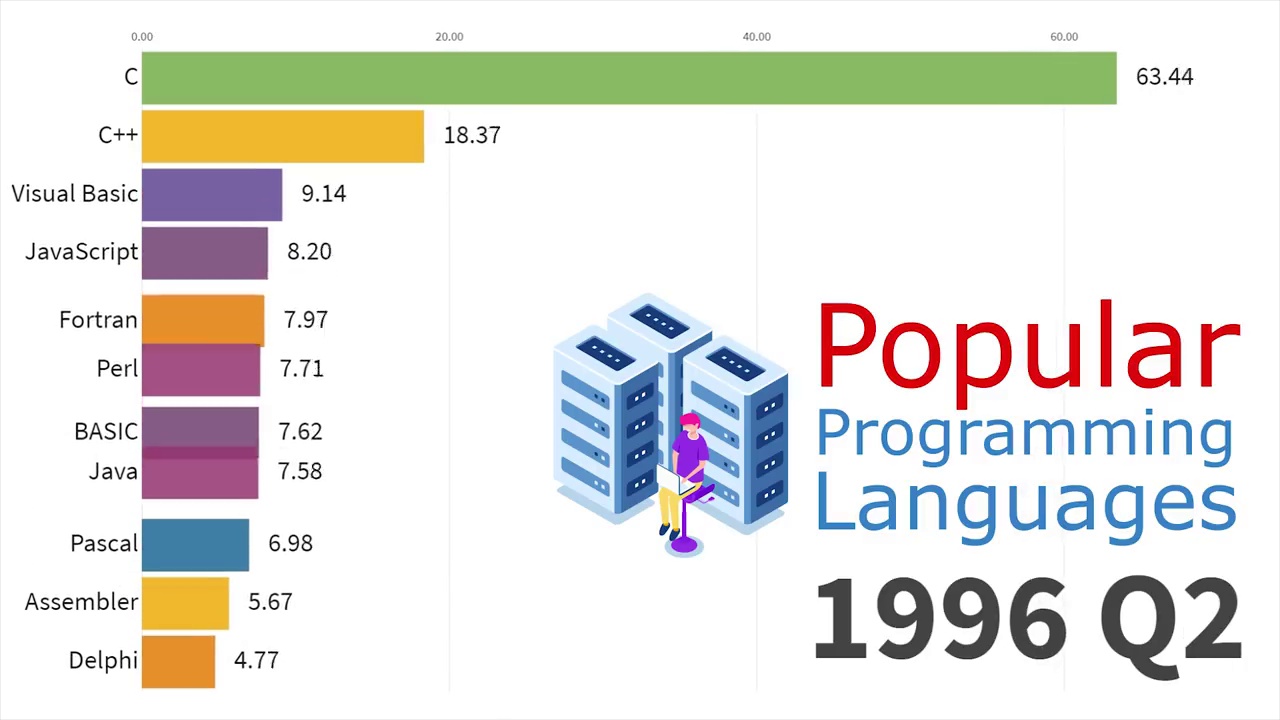 0.00 20.00 40.00 60.00
C 63.44
C++ 18.37
Visual Basic 9.14
JavaScript 8.20
Fortran 7.97
Perl 7.71
BASIC 7.62
Java 7.58
Pascal 6.98
Assembler 5.67
Delphi 4.77
Popular
Programming
Languages
1996 Q2